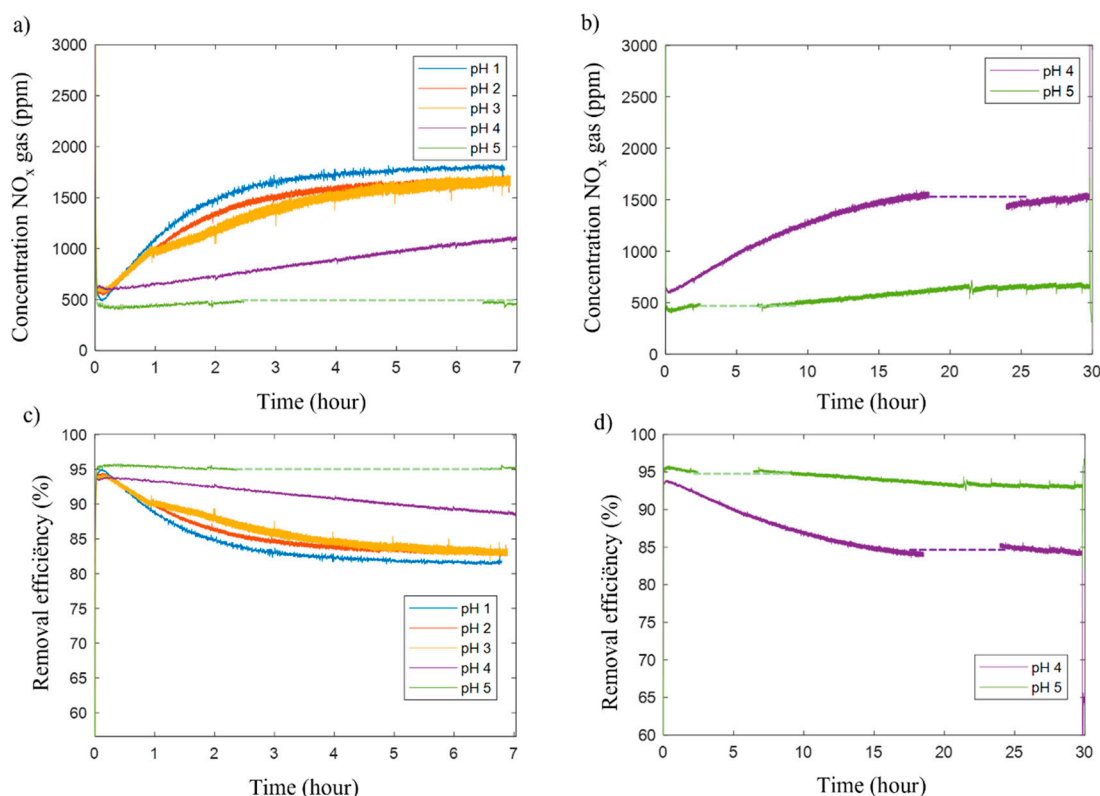 a)
Concentration NOx gas (ppm)
3000
2500
2000
1500
1000
500
0
0 1 2 3 4 5 6 7
Time (hour)
pH 1
pH 2
pH 3
pH 4
pH 5
b)
Concentration NOx gas (ppm)
3000
2500
2000
1500
1000
500
0
0 5 10 15 20 25 30
Time (hour)
pH 4
pH 5
c)
Removal efficiëncy (%)
100
95
90
85
80
75
70
65
60
0 1 2 3 4 5 6 7
Time (hour)
pH 1
pH 2
pH 3
pH 4
pH 5
d)
Removal efficiëncy (%)
100
95
90
85
80
75
70
65
60
0 5 10 15 20 25 30
Time (hour)
pH 4
pH 5